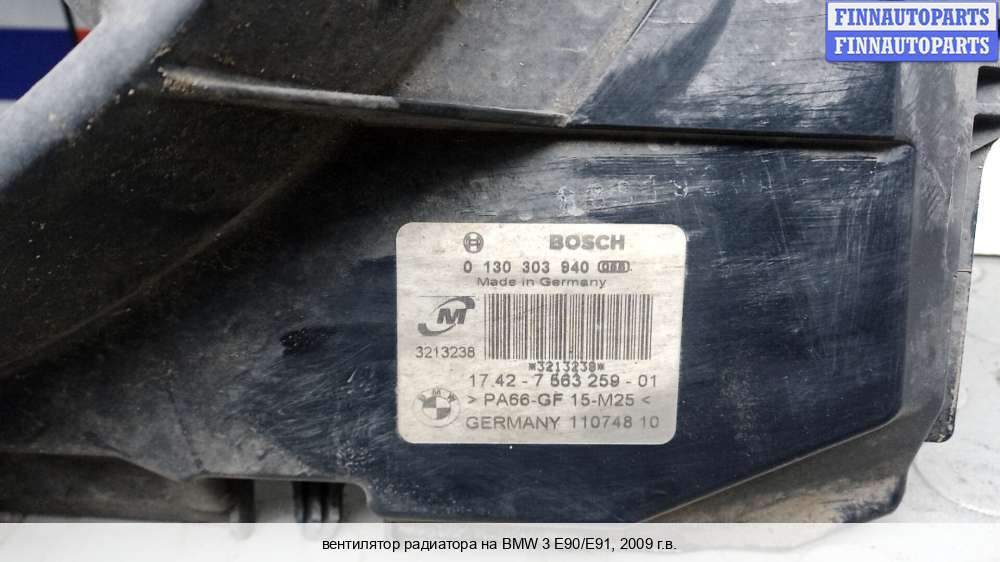 FINNAUTOPARTS
FINNAUTOPARTS
BOSCH
0 130 303 940
Made in Germany
M
3213238
*3213238*
17.42 - 7 563 259 - 01
BMW
> PA66-GF 15-M25 <
GERMANY 110748 10
вентилятор радиатора на BMW 3 E90/E91, 2009 г.в.